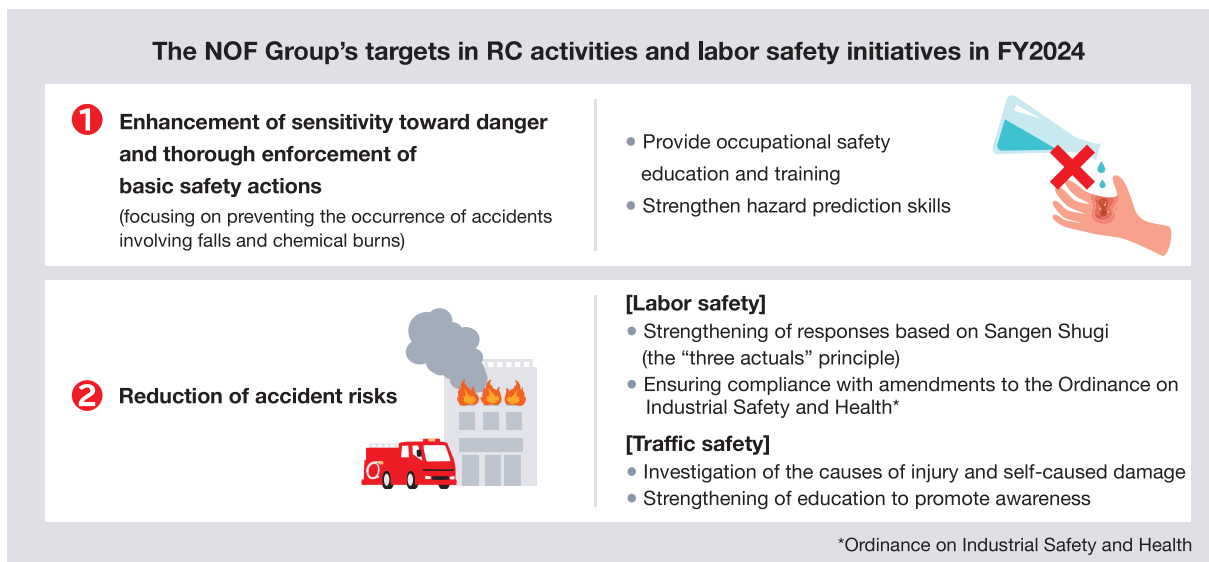 The NOF Group's targets in RC activities and labor safety initiatives in FY2024
1 Enhancement of sensitivity toward danger
and thorough enforcement of
basic safety actions
(focusing on preventing the occurrence of accidents
involving falls and chemical burns)
• Provide occupational safety
education and training
• Strengthen hazard prediction skills
2 Reduction of accident risks
[Labor safety]
• Strengthening of responses based on Sangen Shugi
(the “three actuals” principle)
• Ensuring compliance with amendments to the Ordinance on
Industrial Safety and Health*
[Traffic safety]
• Investigation of the causes of injury and self-caused damage
• Strengthening of education to promote awareness
*Ordinance on Industrial Safety and Health